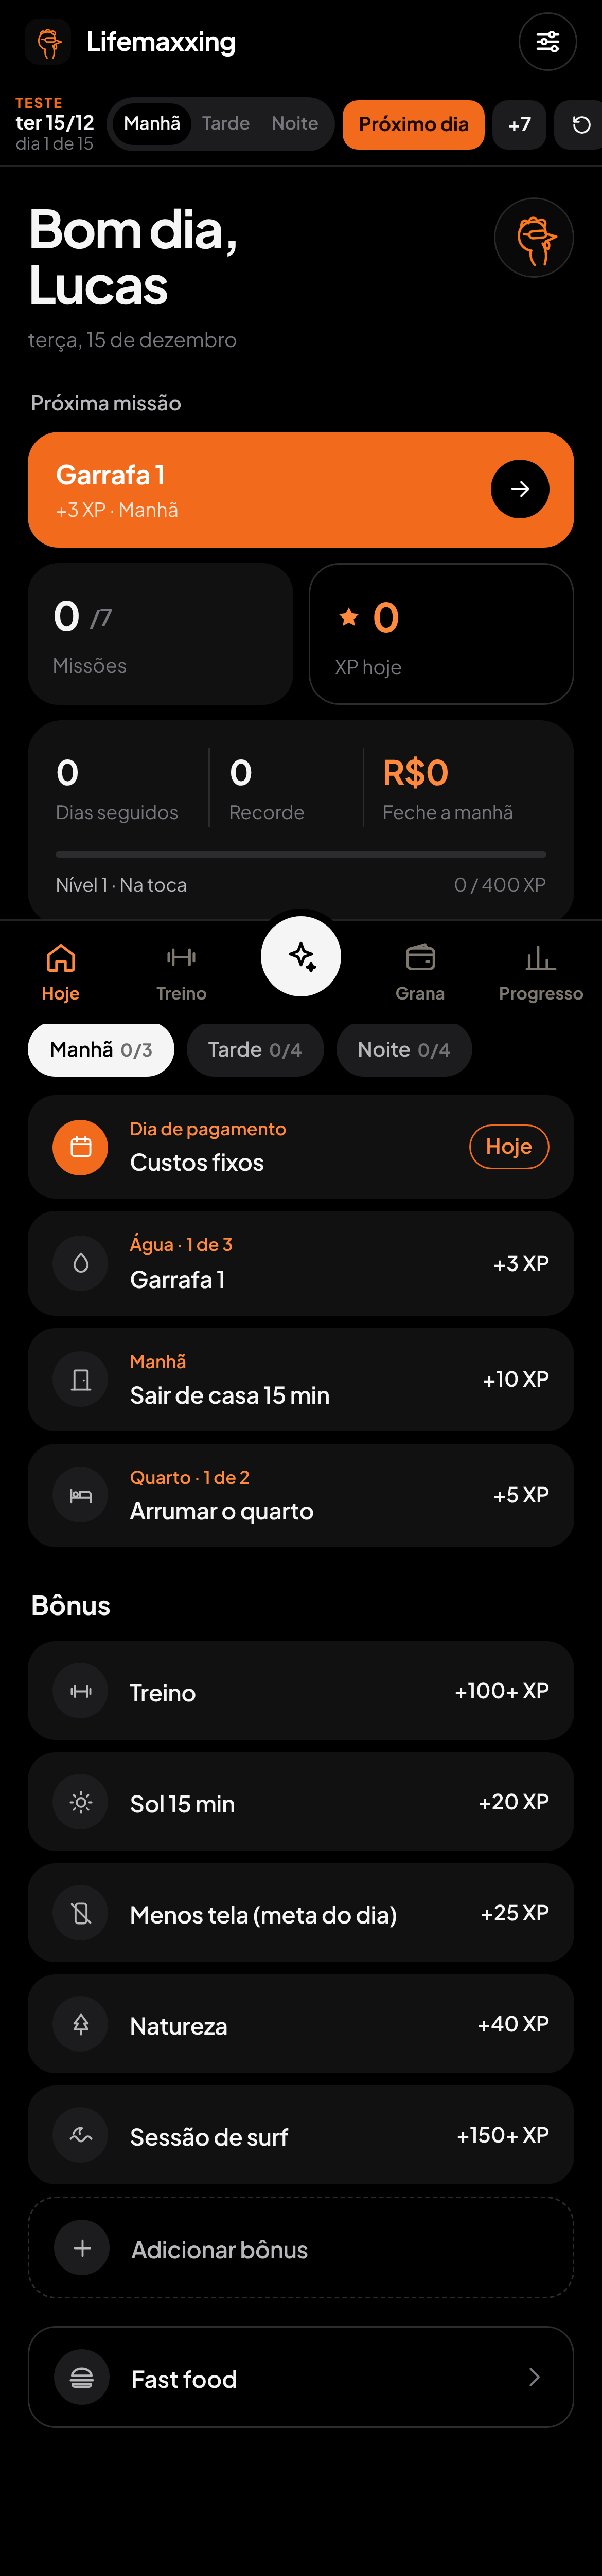 Lifemaxxing
TESTE
ter 15/12
dia 1 de 15
Manhã Tarde Noite
Próximo dia
+7
Bom dia,
Lucas
terça, 15 de dezembro
Próxima missão
Garrafa 1
+3 XP · Manhã
0 /7
Missões
0
XP hoje
0
Dias seguidos
0
Recorde
R$0
Feche a manhã
Nível 1 · Na toca
0 / 400 XP
Hoje
Treino
Grana
Progresso
Manhã 0/3
Tarde 0/4
Noite 0/4
Dia de pagamento
Custos fixos
Hoje
Água · 1 de 3
Garrafa 1
+3 XP
Manhã
Sair de casa 15 min
+10 XP
Quarto · 1 de 2
Arrumar o quarto
+5 XP
Bônus
Treino
+100+ XP
Sol 15 min
+20 XP
Menos tela (meta do dia)
+25 XP
Natureza
+40 XP
Sessão de surf
+150+ XP
Adicionar bônus
Fast food